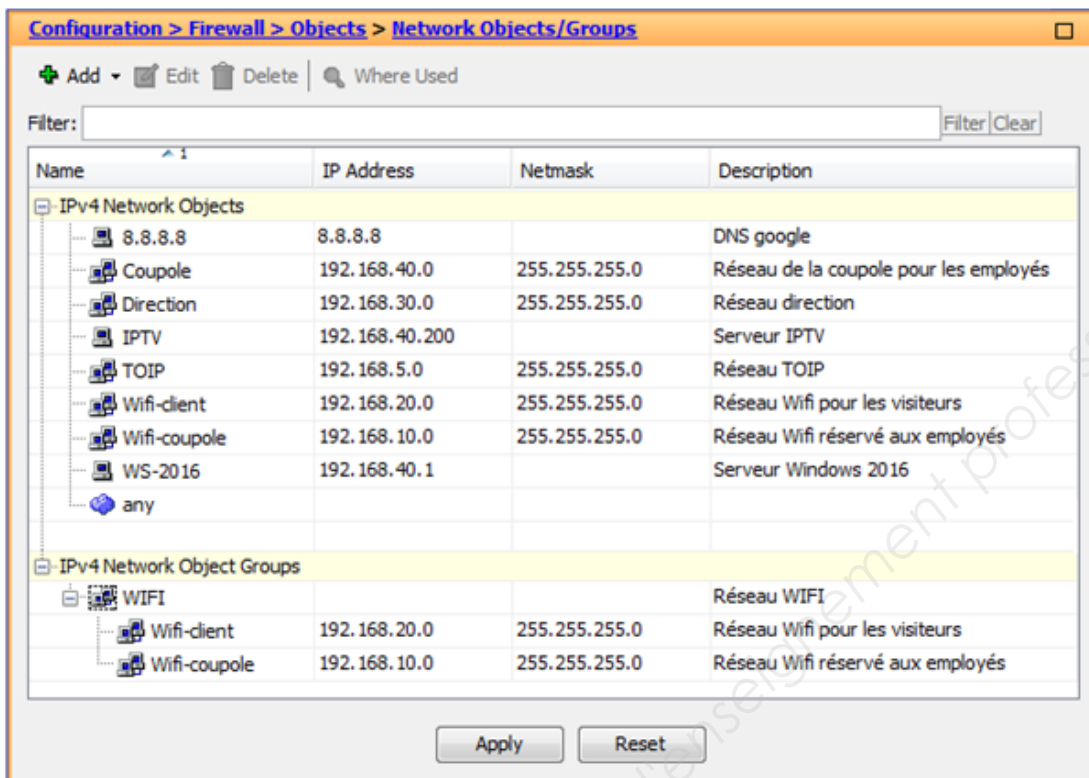 Configuration > Firewall > Objects > Network Objects/Groups
Add Edit Delete Where Used
Filter: Filter Clear
Name 1 IP Address Netmask Description
IPv4 Network Objects
8.8.8.8 8.8.8.8 DNS google
Coupole 192.168.40.0 255.255.255.0 Réseau de la coupole pour les employés
Direction 192.168.30.0 255.255.255.0 Réseau direction
IPTV 192.168.40.200 Serveur IPTV
TOIP 192.168.5.0 255.255.255.0 Réseau TOIP
Wifi-client 192.168.20.0 255.255.255.0 Réseau Wifi pour les visiteurs
Wifi-coupole 192.168.10.0 255.255.255.0 Réseau Wifi réservé aux employés
WS-2016 192.168.40.1 Serveur Windows 2016
any
IPv4 Network Object Groups
WIFI Réseau WIFI
Wifi-client 192.168.20.0 255.255.255.0 Réseau Wifi pour les visiteurs
Wifi-coupole 192.168.10.0 255.255.255.0 Réseau Wifi réservé aux employés
Apply Reset
d'enseignement